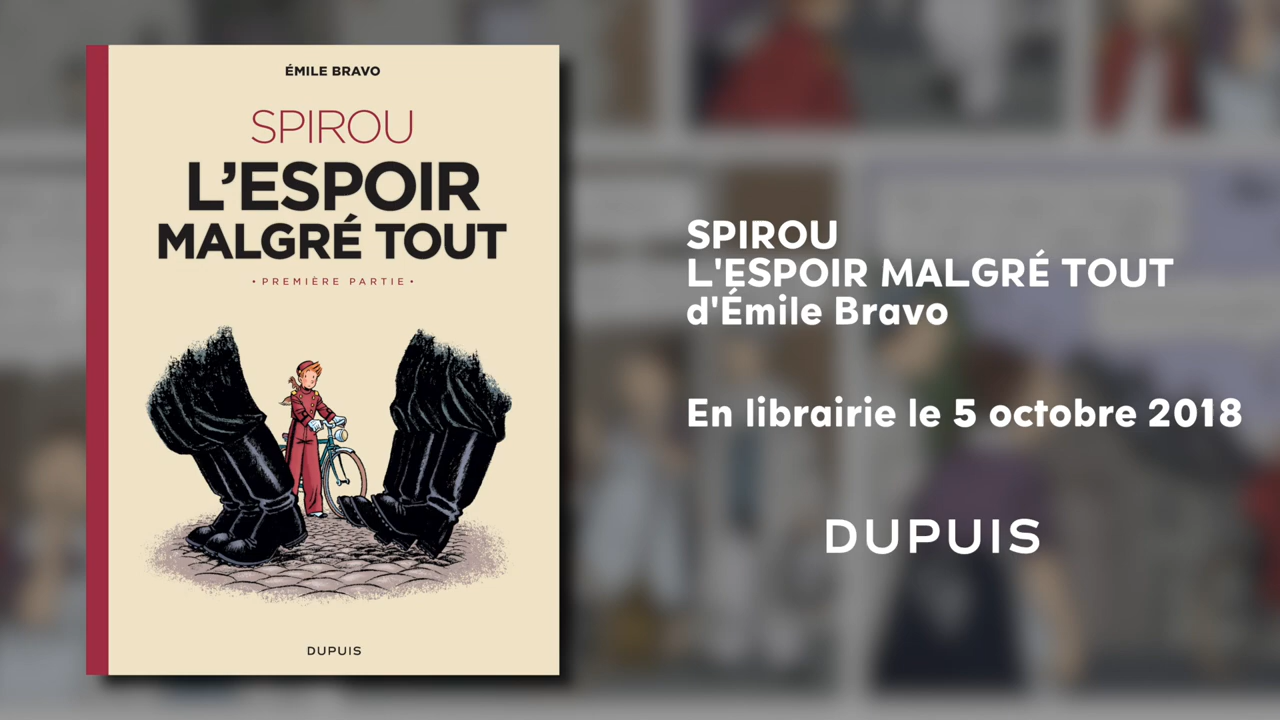 ÉMILE BRAVO
SPIROU
L'ESPOIR
MALGRÉ TOUT
• PREMIÈRE PARTIE •
DUPUIS
SPIROU
L'ESPOIR MALGRÉ TOUT
d'Émile Bravo
En librairie le 5 octobre 2018
DUPUIS